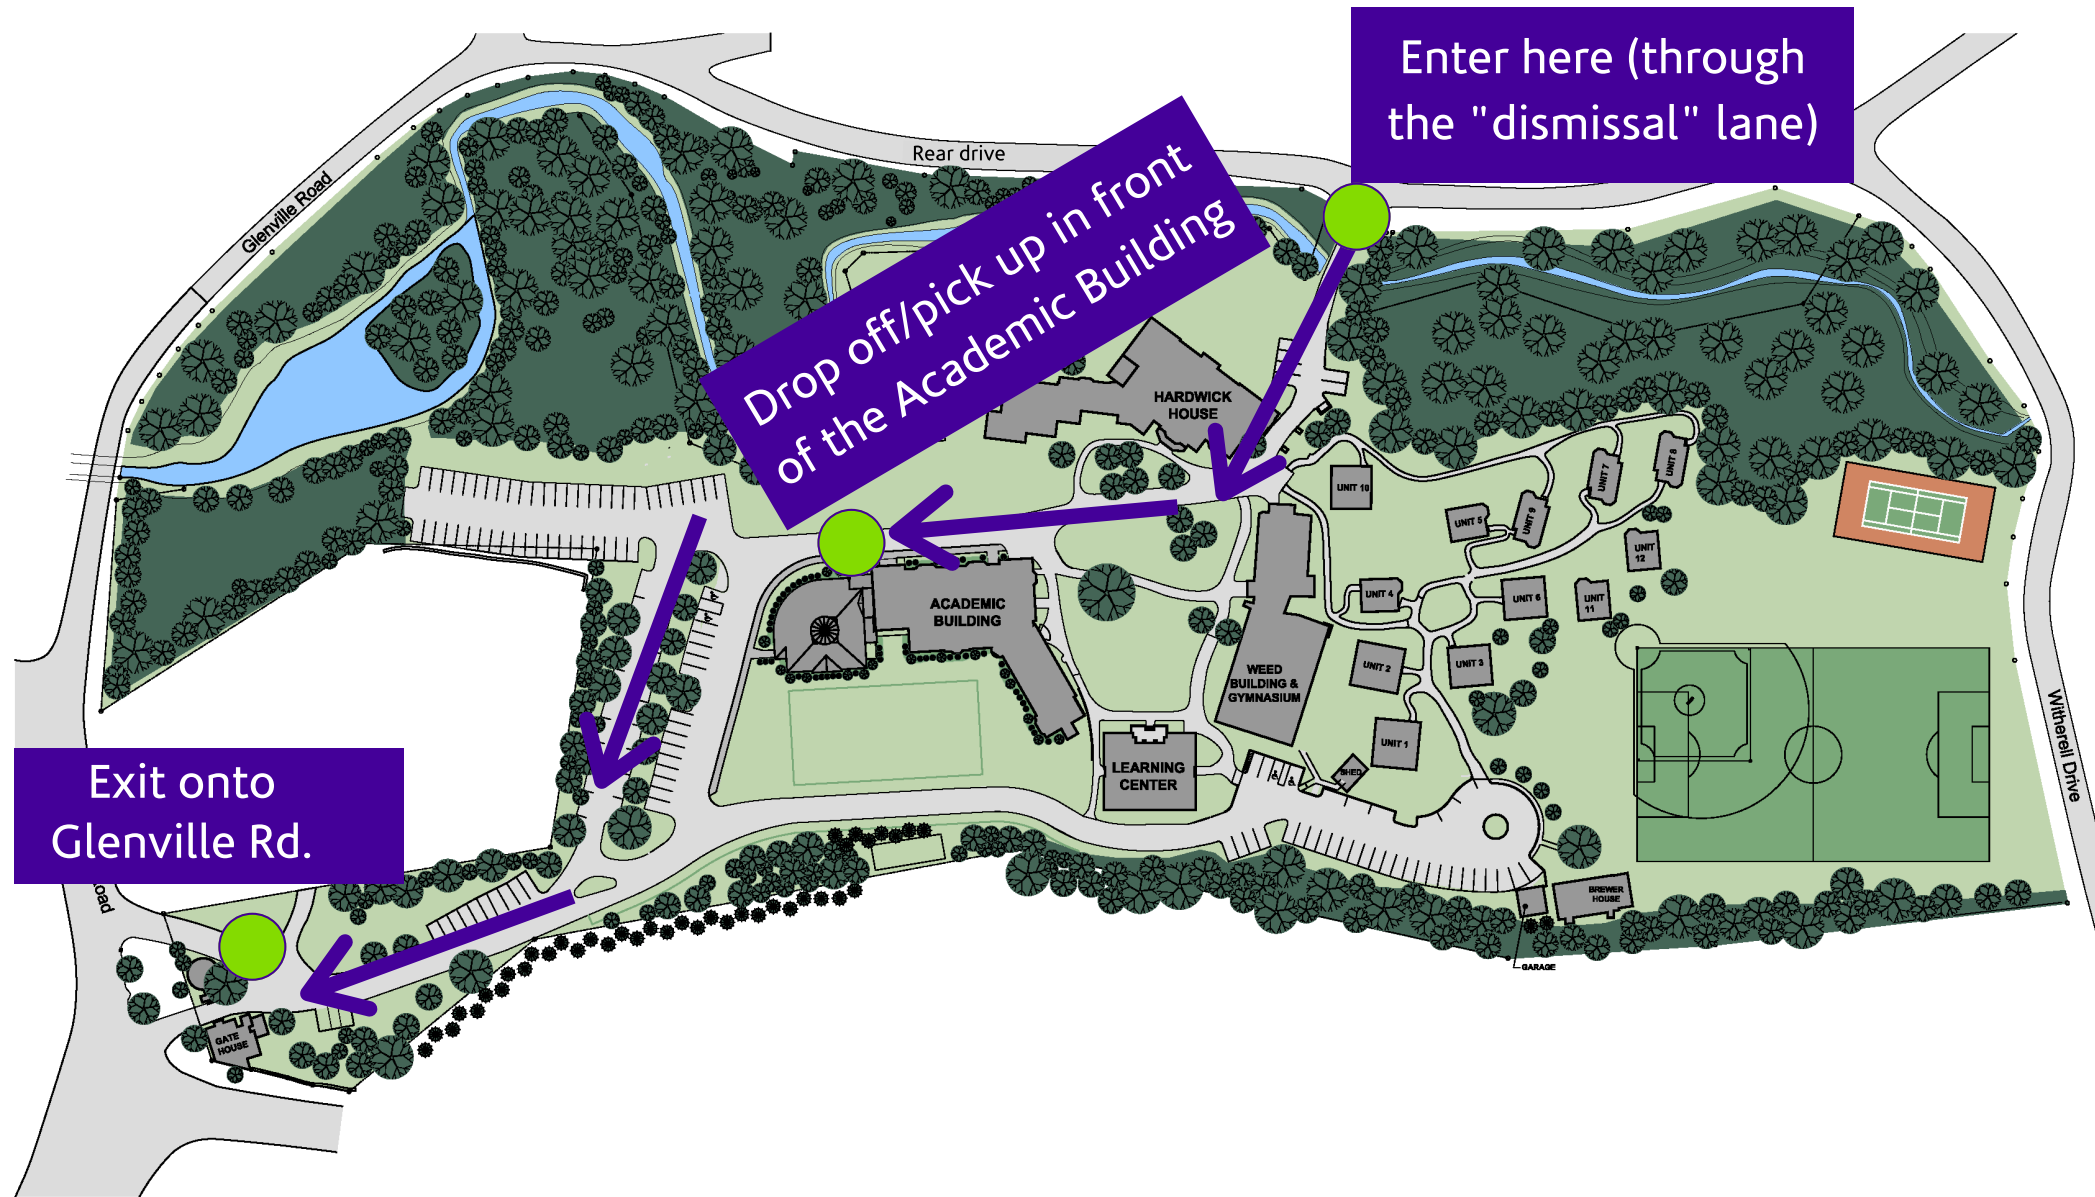 Enter here (through
the "dismissal" lane)
Rear drive
Glenville Road
Drop off/pick up in front
of the Academic Building
HARDWICK
HOUSE
UNIT 10
UNIT 7
UNIT 8
UNIT 5
UNIT 9
UNIT
12
UNIT 4
UNIT 6
UNIT
11
ACADEMIC
BUILDING
UNIT 2
UNIT 3
WEED
BUILDING &
GYMNASIUM
UNIT 1
LEARNING
CENTER
SHED
Witherell Drive
Exit onto
Glenville Rd.
Road
BREWER
HOUSE
GARAGE
GATE
HOUSE